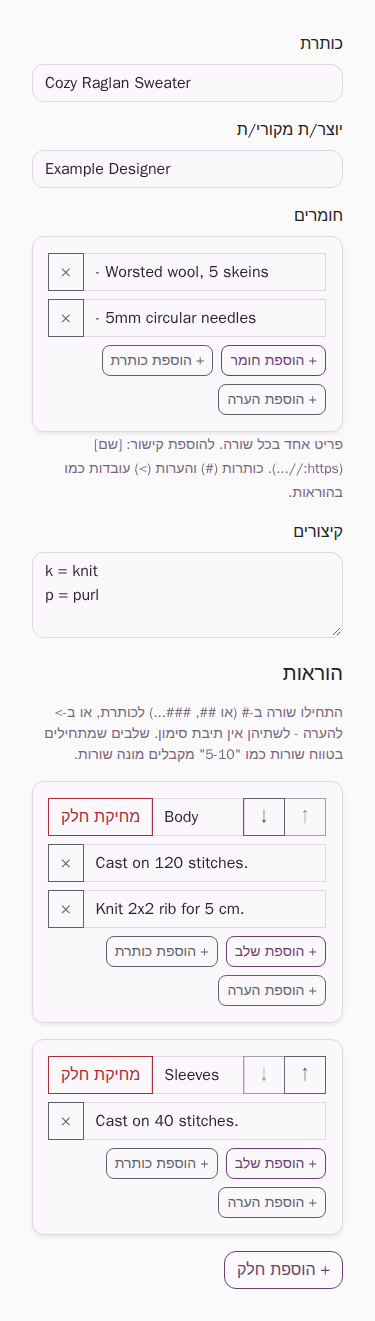 כותרת
Cozy Raglan Sweater
יוצר/ת מקורי/ת
Example Designer
חומרים
- Worsted wool, 5 skeins ×
- 5mm circular needles ×
+ הוספת חומר + הוספת כותרת
+ הוספת הערה
פריט אחד בכל שורה. להוספת קישור: [שם]
(https://...). כותרות (#) והערות (>) עובדות כמו
בהוראות.
קיצורים
k = knit
p = purl
הוראות
התחילו שורה ב-# (או ##, ###...) לכותרת, או ב->
להערה - לשתיהן אין תיבת סימון. שלבים שמתחילים
בטווח שורות כמו "5-10" מקבלים מונה שורות.
↑ ↓ Body מחיקת חלק
Cast on 120 stitches. ×
Knit 2x2 rib for 5 cm. ×
+ הוספת שלב + הוספת כותרת
+ הוספת הערה
↑ ↓ Sleeves מחיקת חלק
Cast on 40 stitches. ×
+ הוספת שלב + הוספת כותרת
+ הוספת הערה
+ הוספת חלק